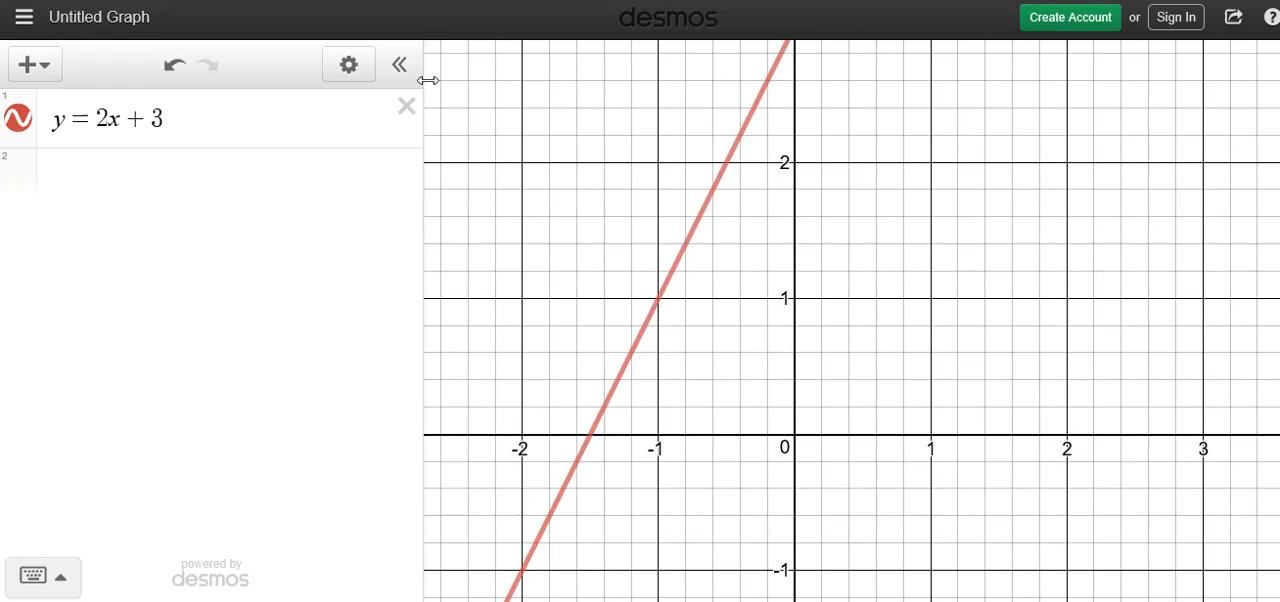 Untitled Graph
desmos
Create Account or Sign In
?
1
y = 2x + 3
2
powered by
desmos
2
1
-2 -1 0 1 2 3
-1